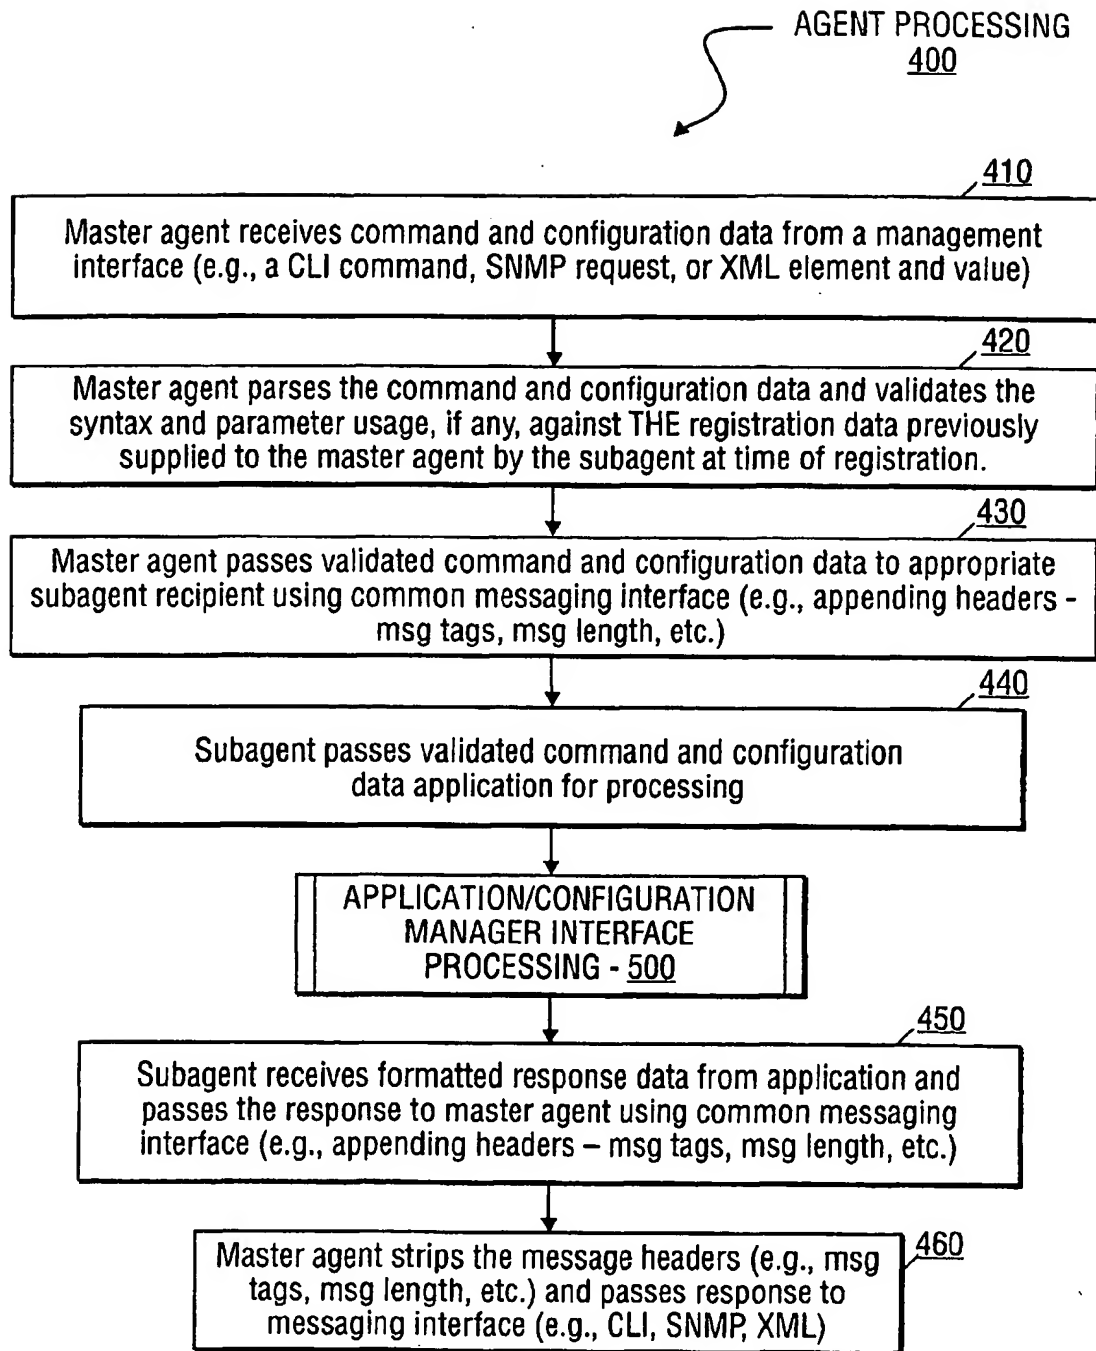 AGENT PROCESSING
400
410
Master agent receives command and configuration data from a management
interface (e.g., a CLI command, SNMP request, or XML element and value)
420
Master agent parses the command and configuration data and validates the
syntax and parameter usage, if any, against THE registration data previously
supplied to the master agent by the subagent at time of registration.
430
Master agent passes validated command and configuration data to appropriate
subagent recipient using common messaging interface (e.g., appending headers -
msg tags, msg length, etc.)
440
Subagent passes validated command and configuration
data application for processing
APPLICATION/CONFIGURATION
MANAGER INTERFACE
PROCESSING - 500
450
Subagent receives formatted response data from application and
passes the response to master agent using common messaging
interface (e.g., appending headers – msg tags, msg length, etc.)
460
Master agent strips the message headers (e.g., msg
tags, msg length, etc.) and passes response to
messaging interface (e.g., CLI, SNMP, XML)